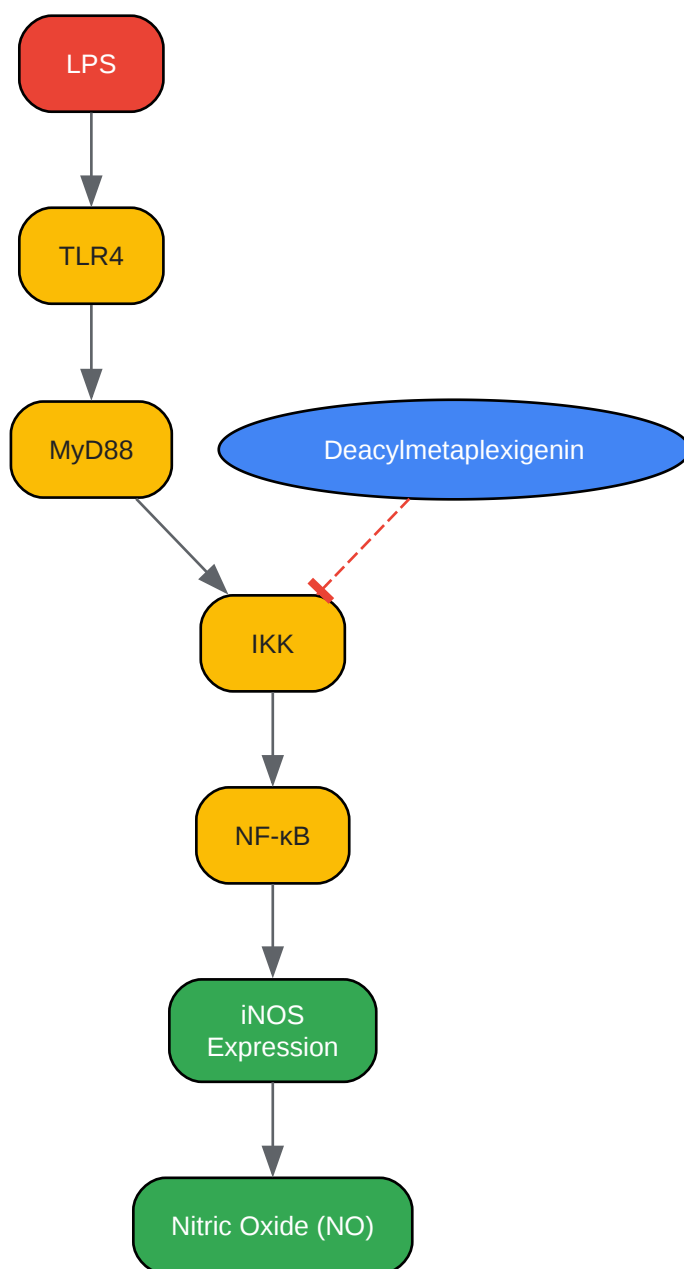 LPS
TLR4
MyD88
Deacylmetaplexigenin
IKK
NF-κB
iNOS
Expression
Nitric Oxide (NO)